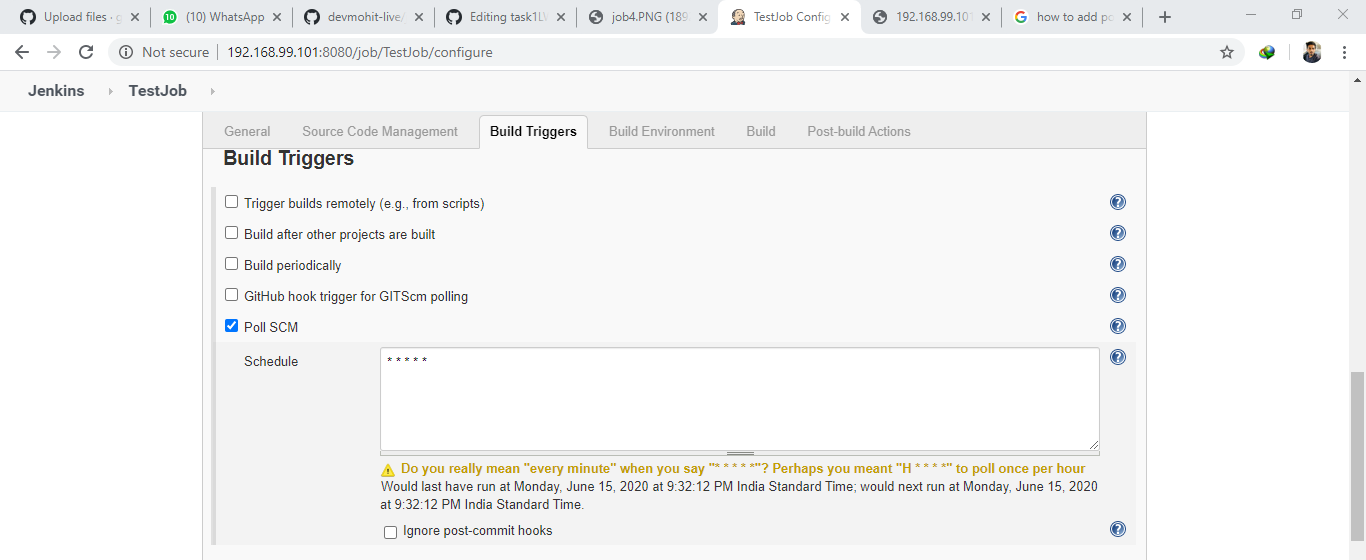 Upload files · g
(10) WhatsApp
devmohit-live/
Editing task1LY
job4.PNG (189
TestJob Config
192.168.99.101
how to add po
Not secure | 192.168.99.101:8080/job/TestJob/configure
Jenkins TestJob
General Source Code Management Build Triggers Build Environment Build Post-build Actions
Build Triggers
Trigger builds remotely (e.g., from scripts)
Build after other projects are built
Build periodically
GitHub hook trigger for GITScm polling
Poll SCM
Schedule * * * * *
Do you really mean "every minute" when you say "* * * * *"? Perhaps you meant "H * * * *" to poll once per hour
Would last have run at Monday, June 15, 2020 at 9:32:12 PM India Standard Time; would next run at Monday, June 15, 2020
at 9:32:12 PM India Standard Time.
Ignore post-commit hooks